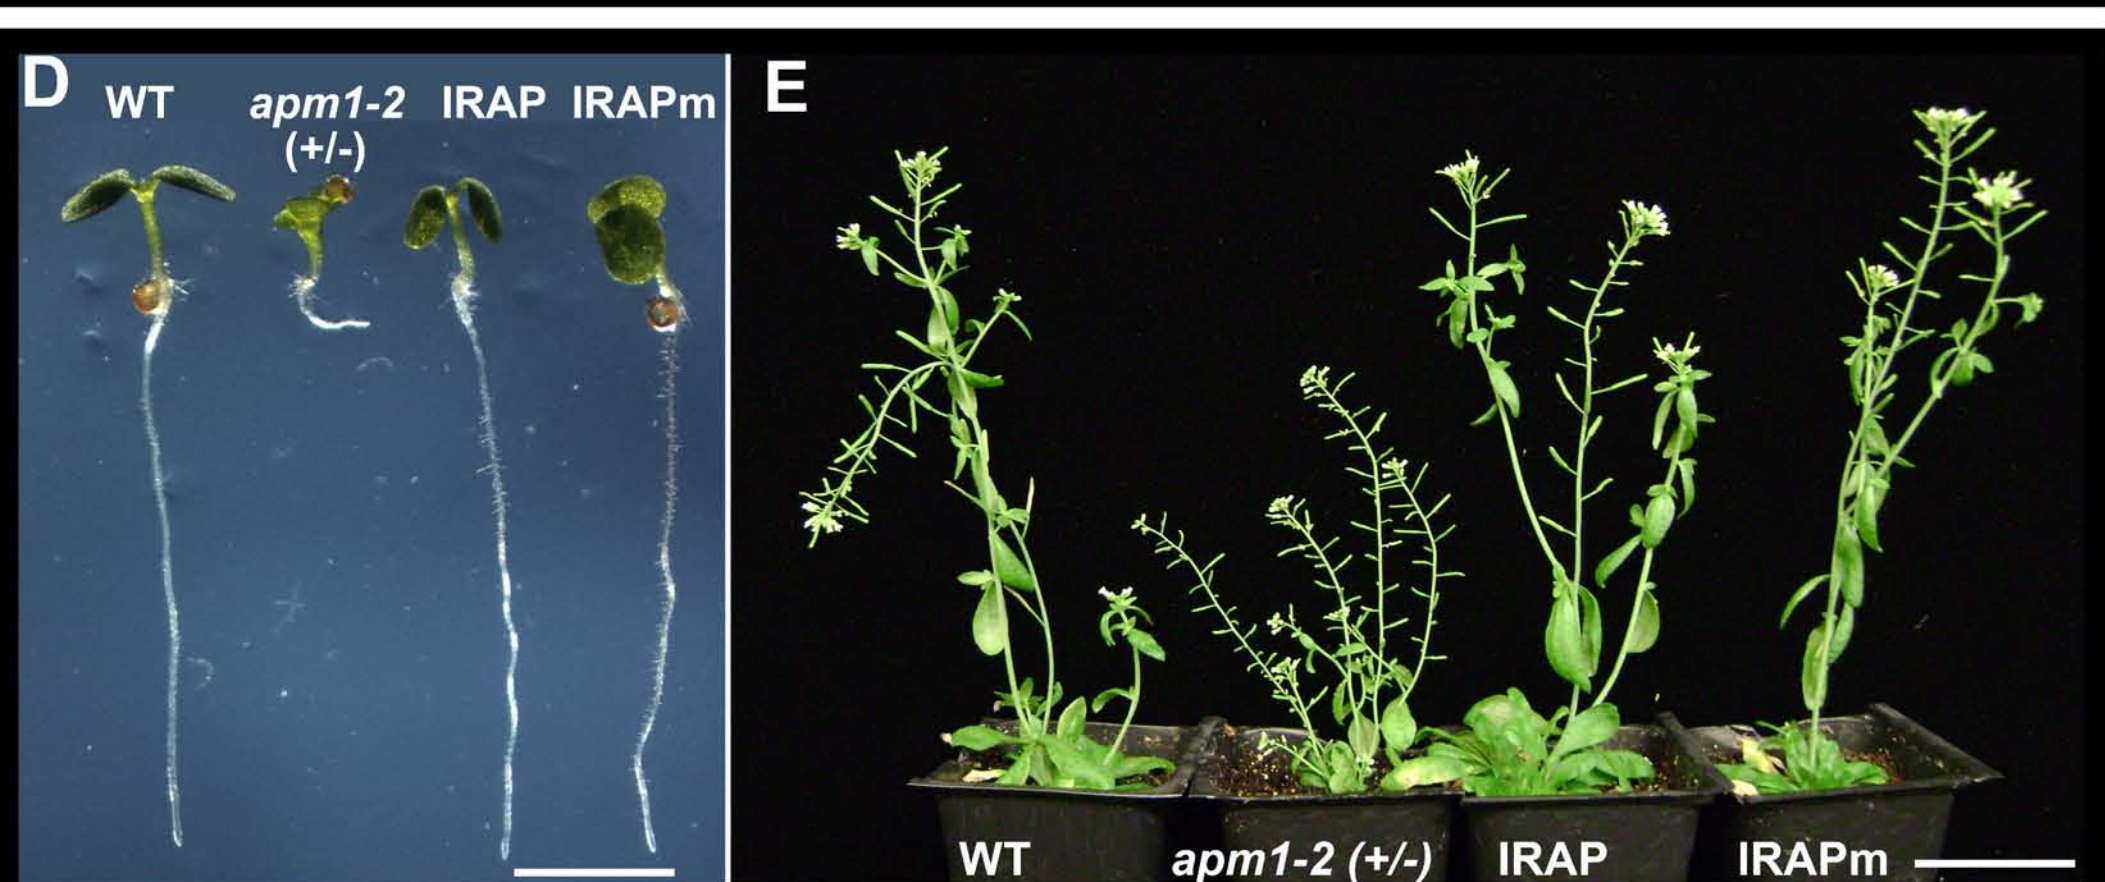 D
WT apm1-2 IRAP IRAPm
(+/-)
E
WT apm1-2 (+/-) IRAP IRAPm